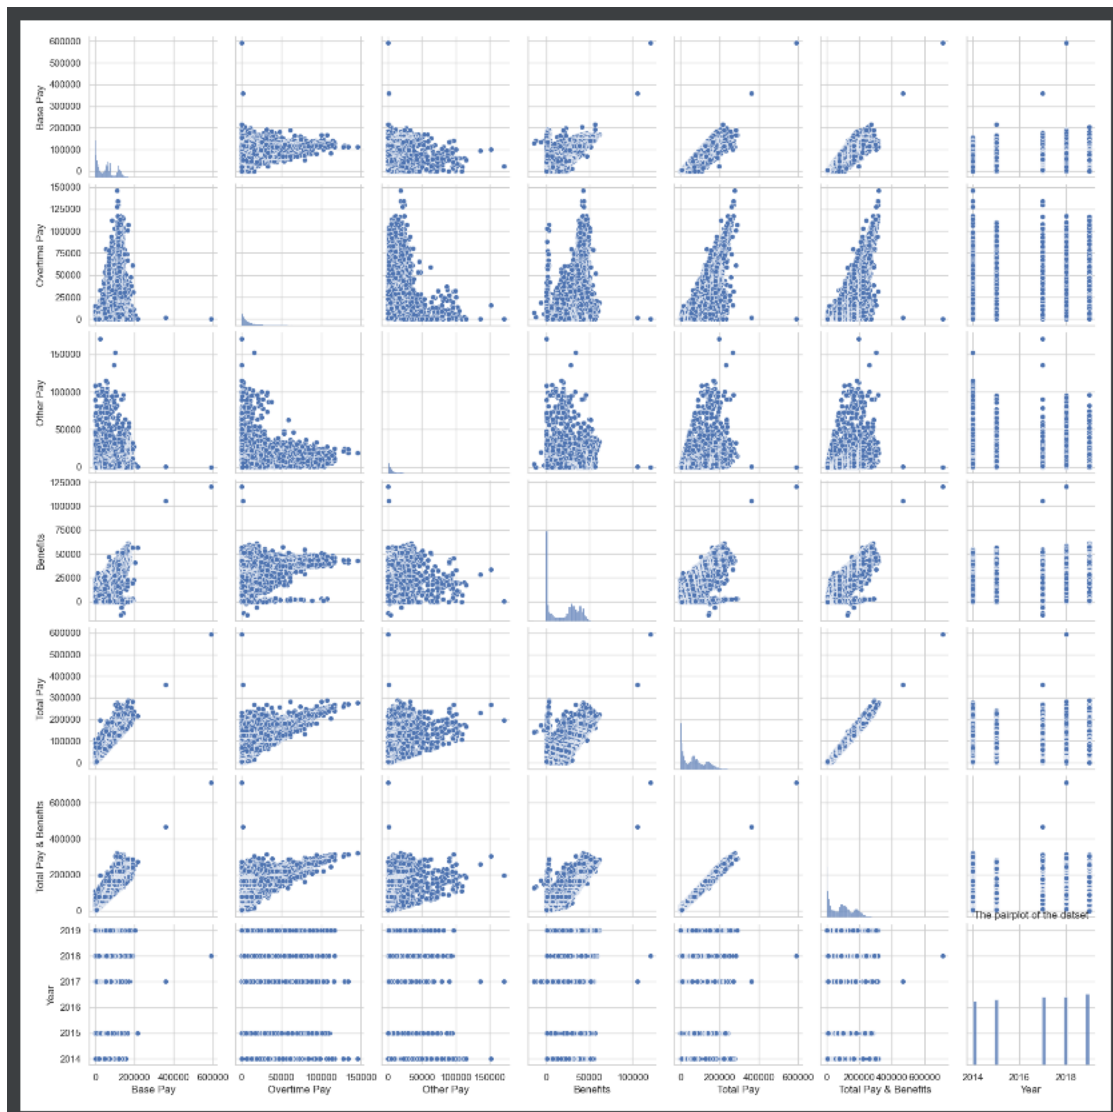 600000
500000
400000
300000
200000
100000
0
Base Pay
150000
125000
100000
75000
50000
25000
0
Overtime Pay
150000
100000
50000
0
Other Pay
125000
100000
75000
50000
25000
0
Benefits
600000
500000
400000
300000
200000
100000
0
Total Pay
600000
400000
200000
0
Total Pay & Benefits
The pairplot of the datset
2019
2018
2017
2016
2015
2014
Year
0 200000 400000 600000
0 50000 100000 150000
0 50000 100000 150000
0 50000 100000
0 200000 400000 600000
0 200000 400000 600000
2014 2016 2018
Base Pay
Overtime Pay
Other Pay
Benefits
Total Pay
Total Pay & Benefits
Year